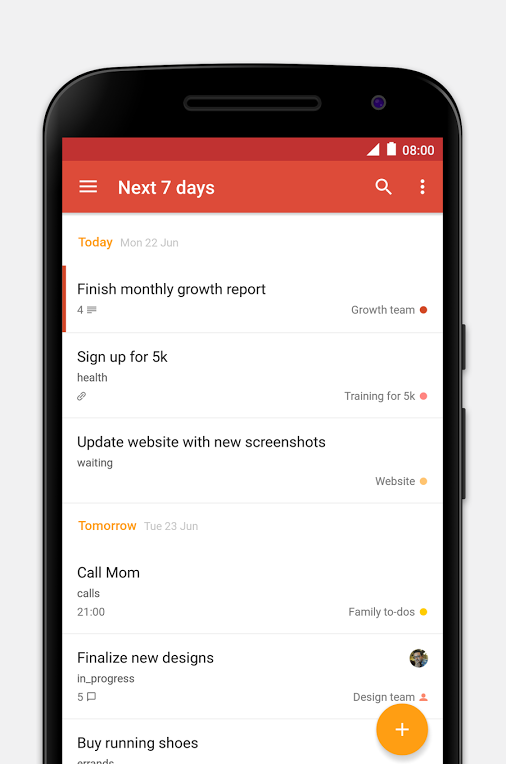 08:00
Next 7 days
Today Mon 22 Jun
Finish monthly growth report
4 Growth team
Sign up for 5k
health
Training for 5k
Update website with new screenshots
waiting
Website
Tomorrow Tue 23 Jun
Call Mom
calls
21:00 Family to-dos
Finalize new designs
in_progress
5 Design team
Buy running shoes
errands